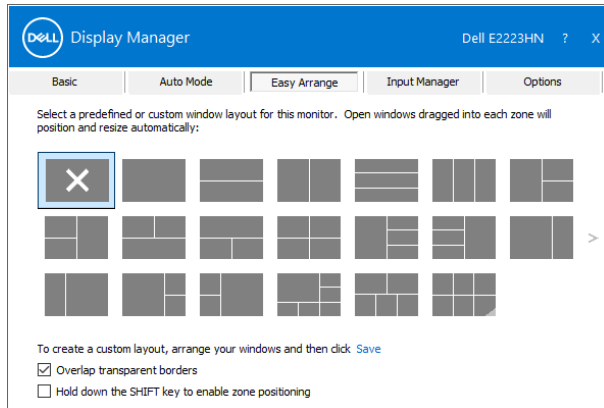 DELL Display Manager Dell E2223HN ? X
Basic Auto Mode Easy Arrange Input Manager Options
Select a predefined or custom window layout for this monitor. Open windows dragged into each zone will
position and resize automatically:
To create a custom layout, arrange your windows and then click Save
Overlap transparent borders
Hold down the SHIFT key to enable zone positioning